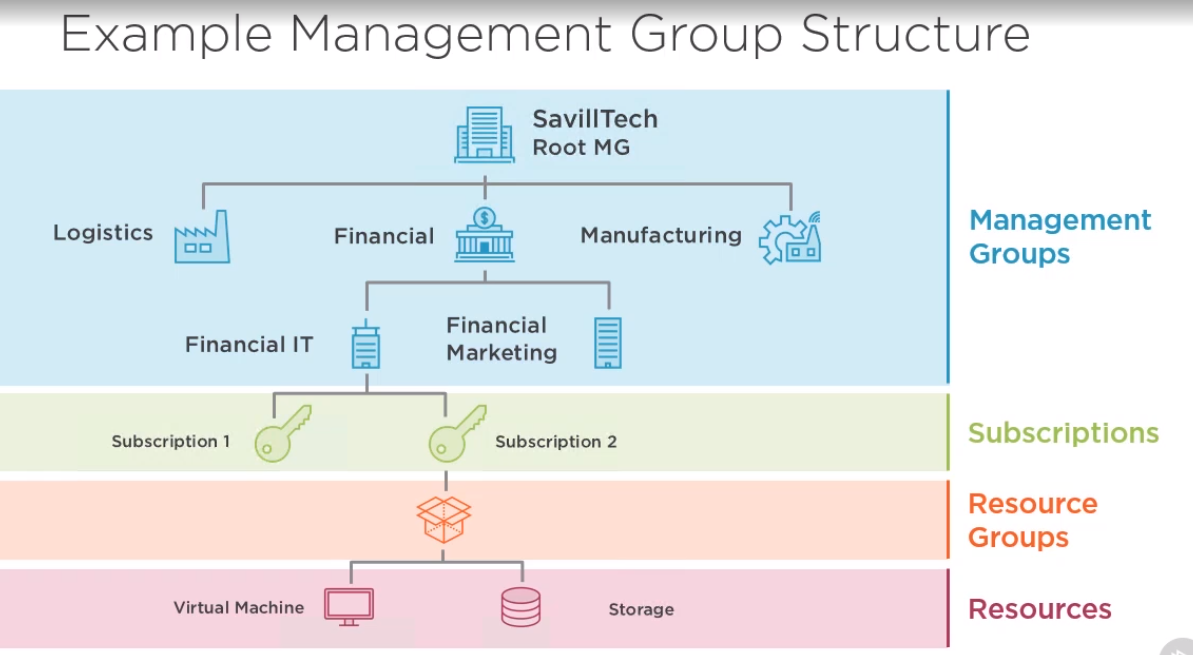 Example Management Group Structure
SavillTech
Root MG
Logistics
Financial
$
Manufacturing
Management
Groups
Financial IT
Financial
Marketing
Subscription 1
Subscription 2
Subscriptions
Resource
Groups
Virtual Machine
Storage
Resources